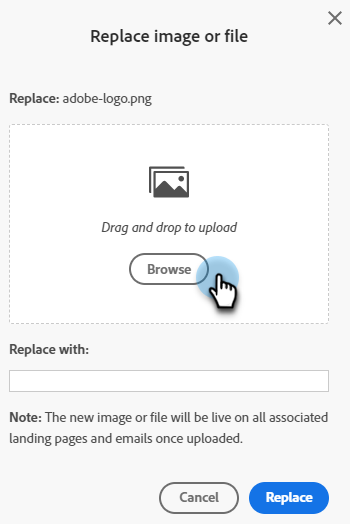 Replace image or file
Replace: adobe-logo.png
Drag and drop to upload
Browse
Replace with:
Note: The new image or file will be live on all associated
landing pages and emails once uploaded.
Cancel
Replace